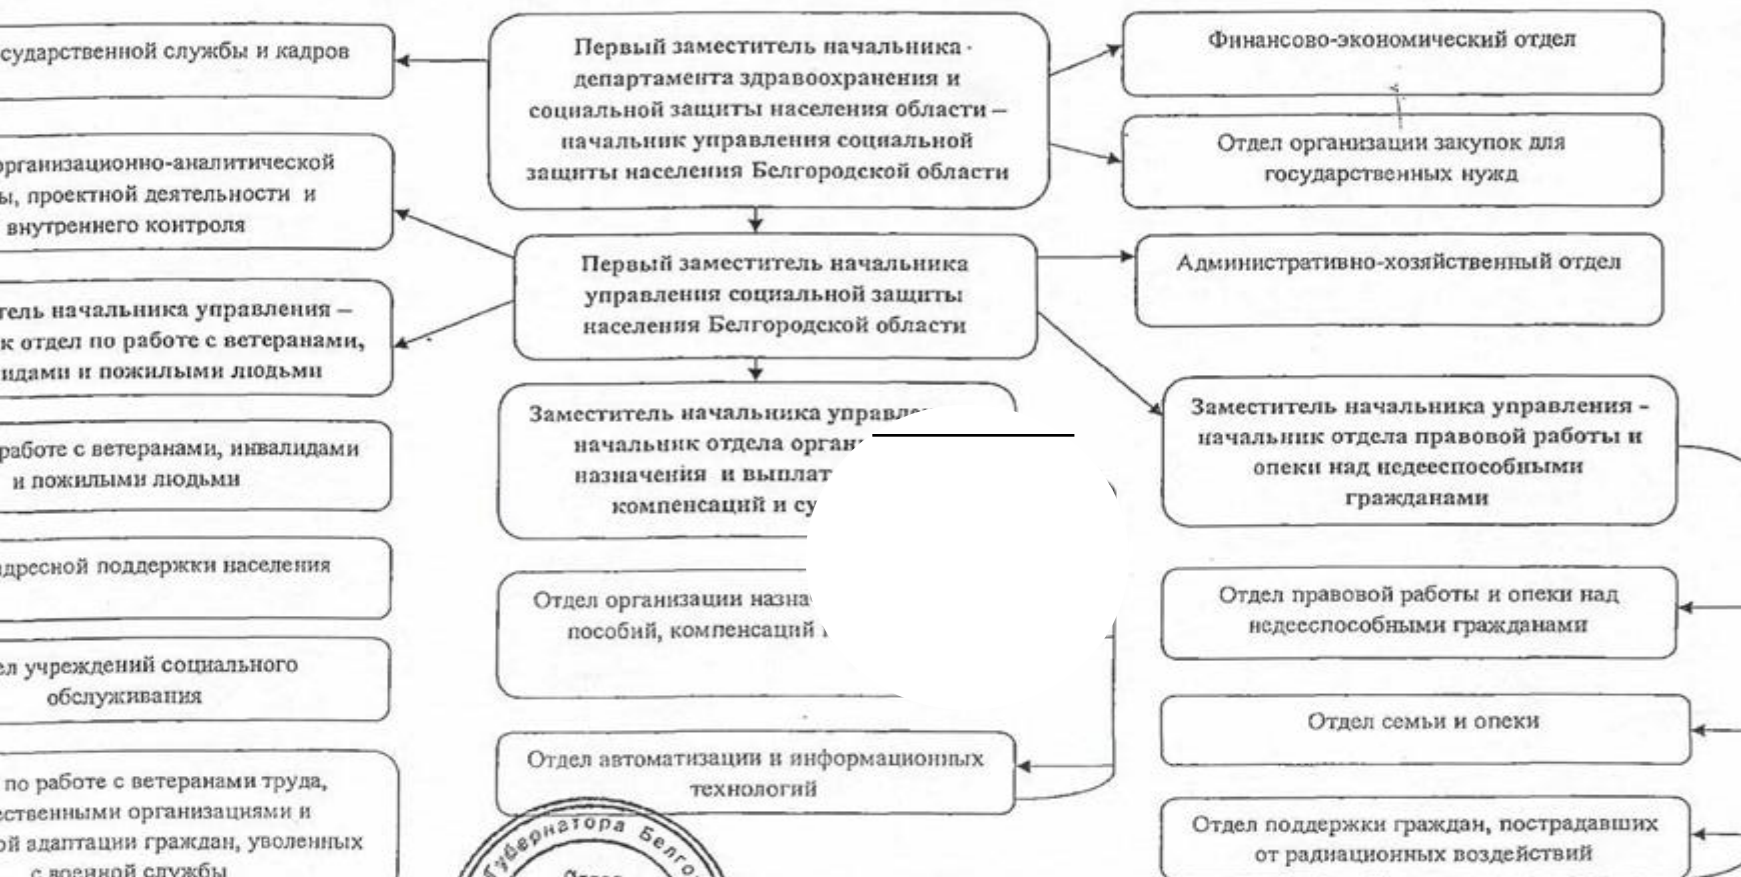 сударственной службы и кадров
организационно-аналитической
ы, проектной деятельности и
внутреннего контроля
тель начальника управления –
к отдел по работе с ветеранами,
идами и пожилыми людьми
работе с ветеранами, инвалидами
и пожилыми людьми
адресной поддержки населения
ел учреждений социального
обслуживания
по работе с ветеранами труда,
ественными организациями и
ой адаптации граждан, уволенных
с военной службы
Первый заместитель начальника
департамента здравоохранения и
социальной защиты населения области –
начальник управления социальной
защиты населения Белгородской области
Первый заместитель начальника
управления социальной защиты
населения Белгородской области
Заместитель начальника управле
начальник отдела орган
назначения и выплат
компенсаций и су
Отдел организации назна
пособий, компенсаций
Отдел автоматизации и информационных
технологий
Губернатора Белго
Финансово-экономический отдел
Отдел организации закупок для
государственных нужд
Административно-хозяйственный отдел
Заместитель начальника управления -
начальник отдела правовой работы и
опеки над недееспособными
гражданами
Отдел правовой работы и опеки над
недееспособными гражданами
Отдел семьи и опеки
Отдел поддержки граждан, пострадавших
от радиационных воздействий